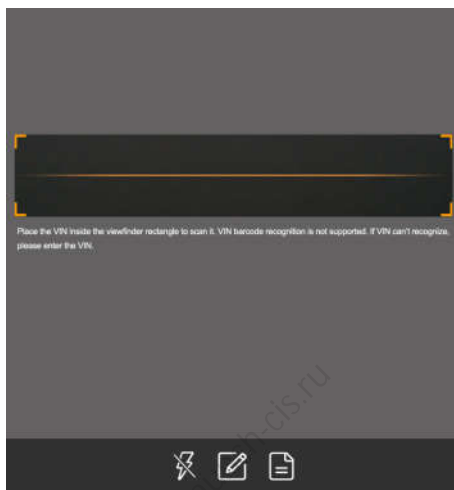 Place the VIN inside the viewfinder rectangle to scan it. VIN barcode recognition is not supported. If VIN can't recognize,
please enter the VIN.